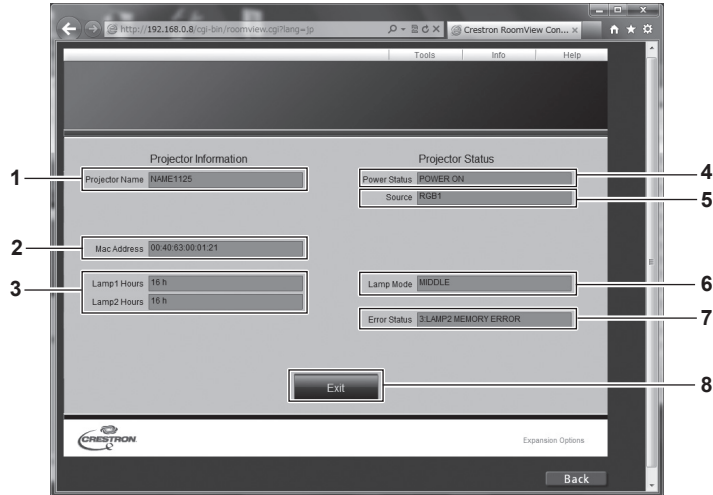 http://192.168.0.8/cgi-bin/roomview.cgi?lang=jp
Crestron RoomView Con...
Tools Info Help
Projector Information
Projector Status
1
Projector Name NAME1125
Power Status POWER ON
4
Source RGB1
5
2
Mac Address 00:40:63:00:01:21
3
Lamp1 Hours 16 h
Lamp2 Hours 16 h
Lamp Mode MIDDLE
6
Error Status 3:LAMP2 MEMORY ERROR
7
Exit
8
CRESTRON
Expansion Options
Back